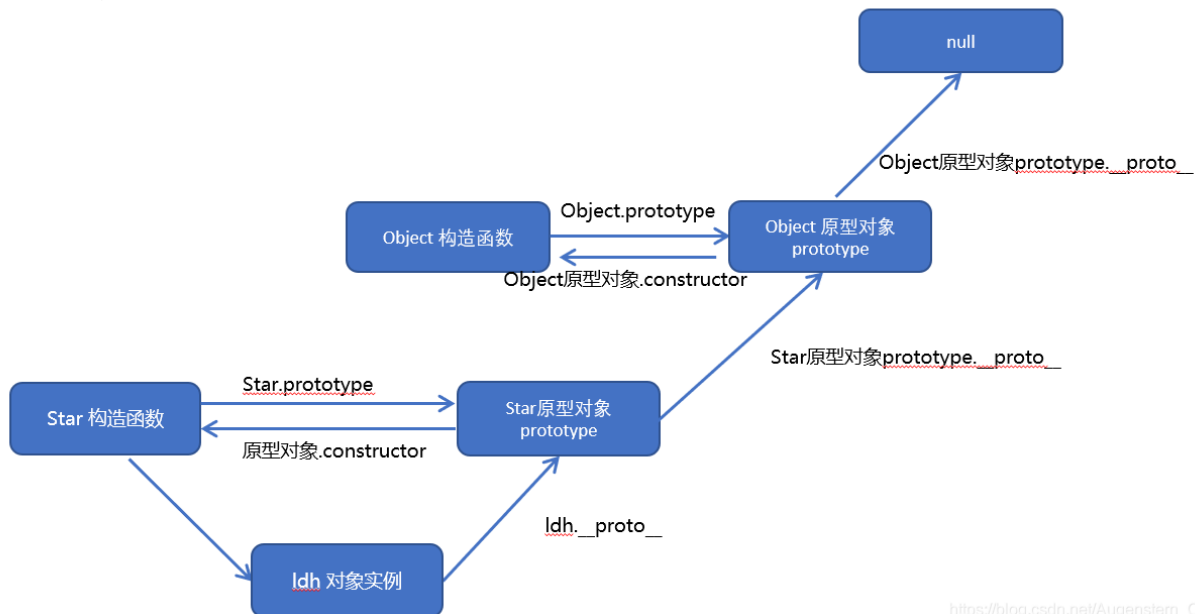 null
Object原型对象prototype.__proto__
Object.prototype
Object 构造函数
Object 原型对象
prototype
Object原型对象.constructor
Star原型对象prototype.__proto__
Star.prototype
Star 构造函数
Star原型对象
prototype
原型对象.constructor
ldh.__proto__
ldh 对象实例